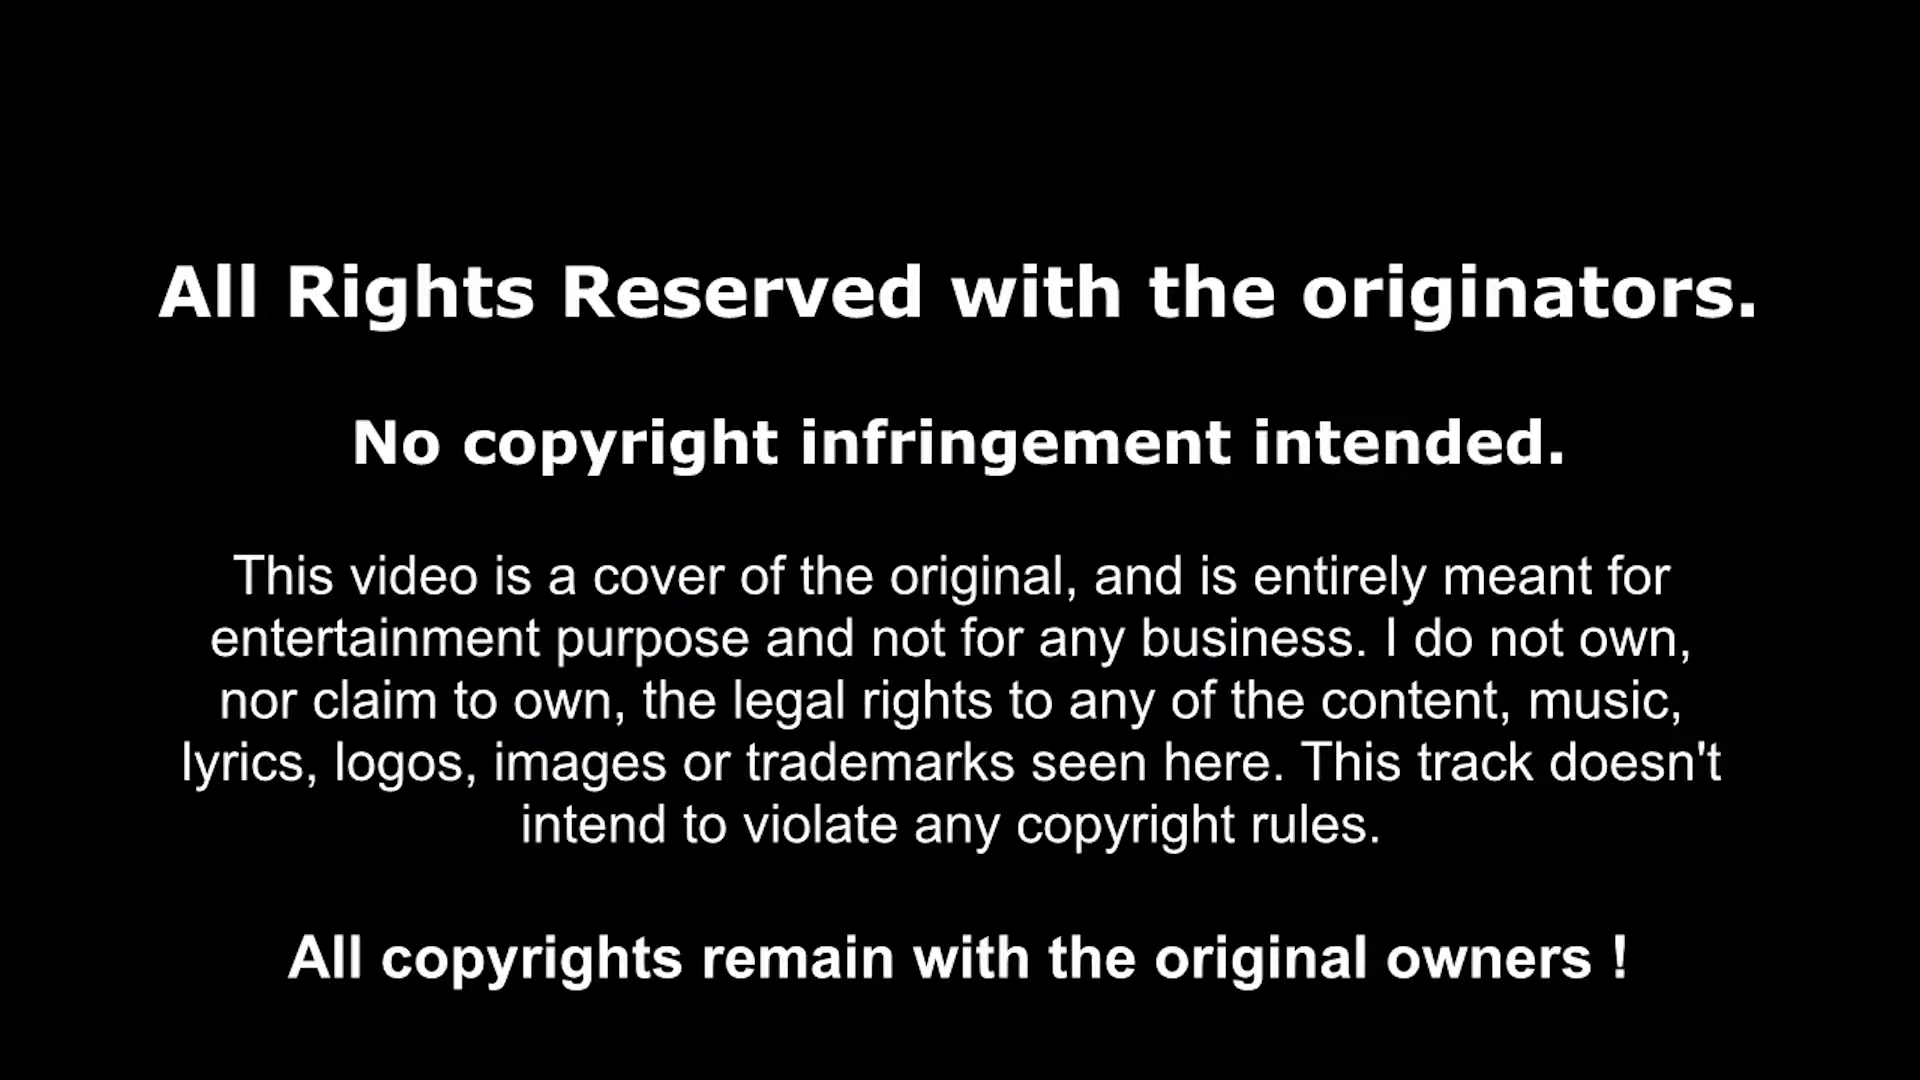 All Rights Reserved with the originators.
No copyright infringement intended.
This video is a cover of the original, and is entirely meant for
entertainment purpose and not for any business. I do not own,
nor claim to own, the legal rights to any of the content, music,
lyrics, logos, images or trademarks seen here. This track doesn't
intend to violate any copyright rules.
All copyrights remain with the original owners !